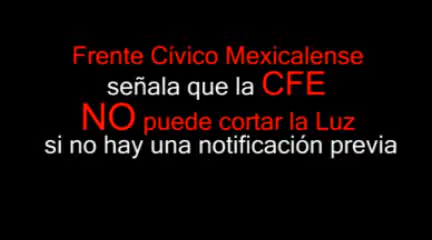 Frente Cívico Mexicalense
señala que la CFE
NO puede cortar la Luz
si no hay una notificación previa